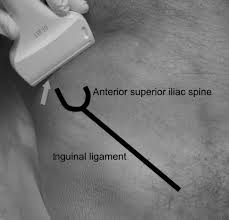 Anterior superior iliac spine
Inguinal ligament